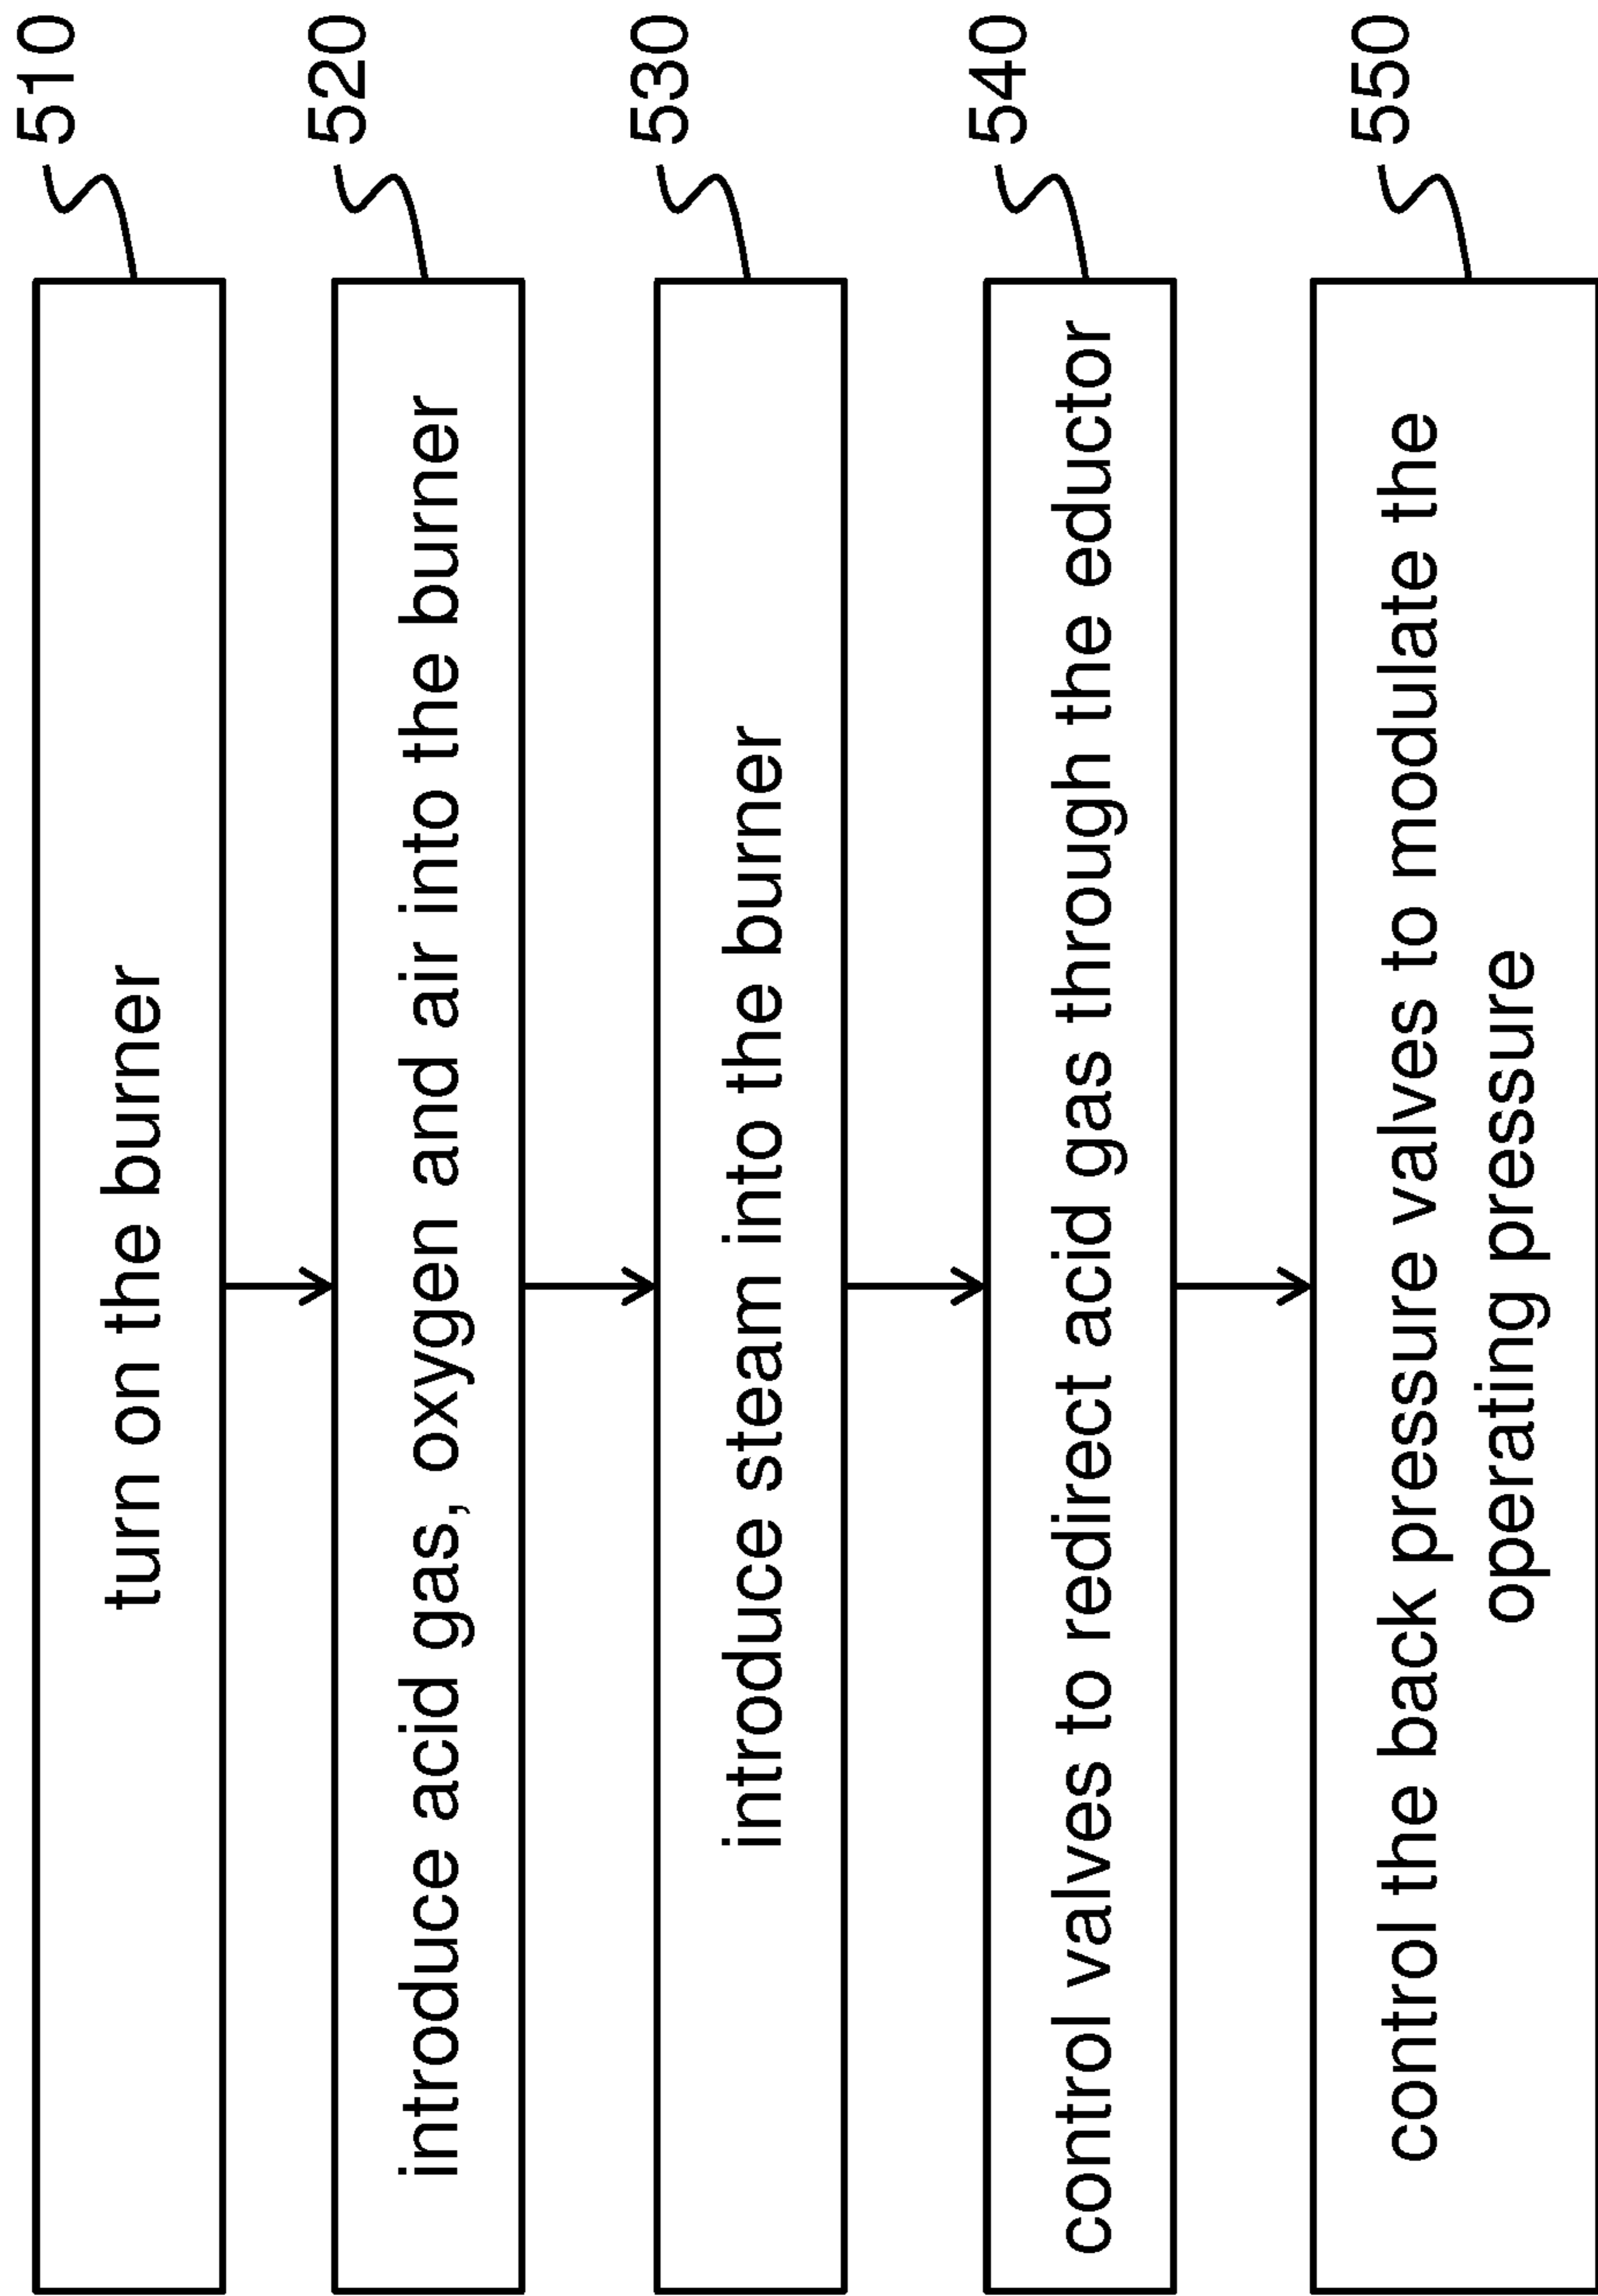 turn on the burner
510
introduce acid gas, oxygen and air into the burner
520
introduce steam into the burner
530
control valves to redirect acid gas through the eductor
540
control the back pressure valves to modulate the
operating pressure
550